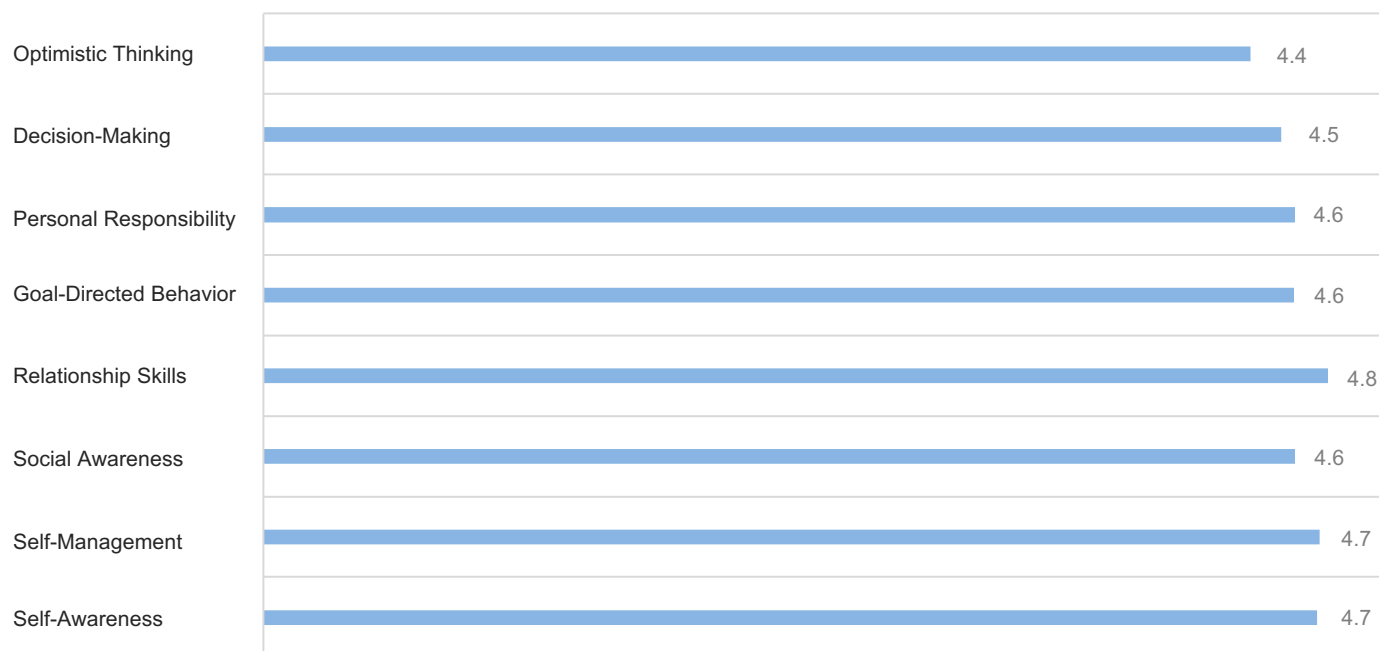 Optimistic Thinking 4.4
Decision-Making 4.5
Personal Responsibility 4.6
Goal-Directed Behavior 4.6
Relationship Skills 4.8
Social Awareness 4.6
Self-Management 4.7
Self-Awareness 4.7